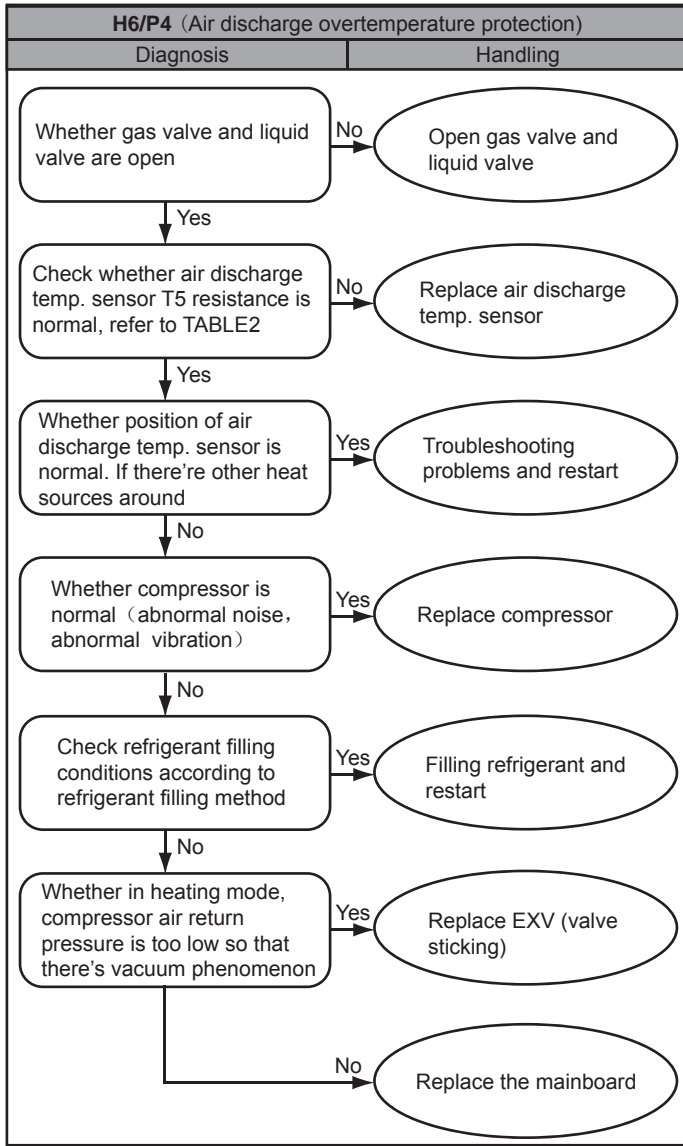 H6/P4（Air discharge overtemperature protection)
Diagnosis
Handling
Whether gas valve and liquid
valve are open
No
Open gas valve and
liquid valve
Yes
Check whether air discharge
temp. sensor T5 resistance is
normal, refer to TABLE2
No
Replace air discharge
temp. sensor
Yes
Whether position of air
discharge temp. sensor is
normal. If there’re other heat
sources around
Yes
Troubleshooting
problems and restart
No
Whether compressor is
normal（abnormal noise，
abnormal vibration）
Yes
Replace compressor
No
Check refrigerant filling
conditions according to
refrigerant filling method
Yes
Filling refrigerant and
restart
No
Whether in heating mode,
compressor air return
pressure is too low so that
there’s vacuum phenomenon
Yes
Replace EXV (valve
sticking)
No
Replace the mainboard